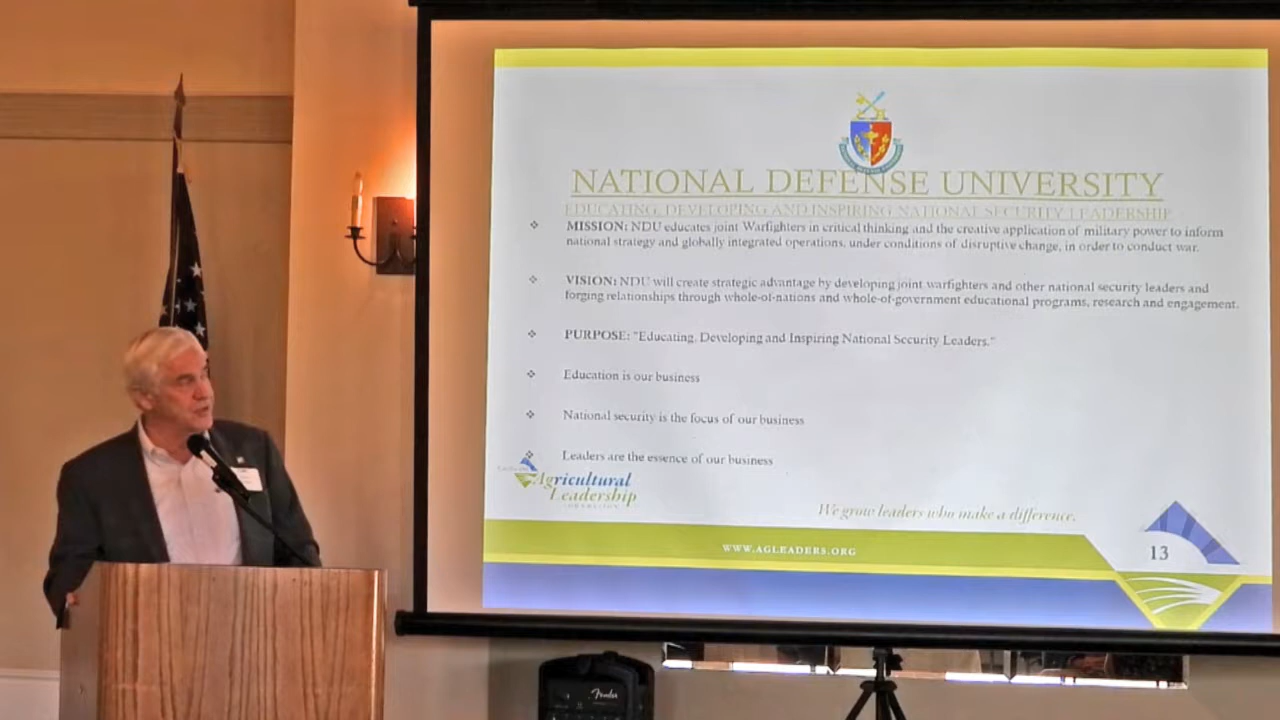 NATIONAL DEFENSE UNIVERSITY
EDUCATING, DEVELOPING AND INSPIRING NATIONAL SECURITY LEADERSHIP
MISSION: NDU educates joint Warfighters in critical thinking and the creative application of military power to inform
national strategy and globally integrated operations, under conditions of disruptive change, in order to conduct war.
VISION: NDU will create strategic advantage by developing joint warfighters and other national security leaders and
forging relationships through whole-of-nations and whole-of-government educational programs, research and engagement.
PURPOSE: "Educating, Developing and Inspiring National Security Leaders."
Education is our business
National security is the focus of our business
Leaders are the essence of our business
Agricultural
Leadership
We grow leaders who make a difference.
WWW.AGLEADERS.ORG
13
Fender